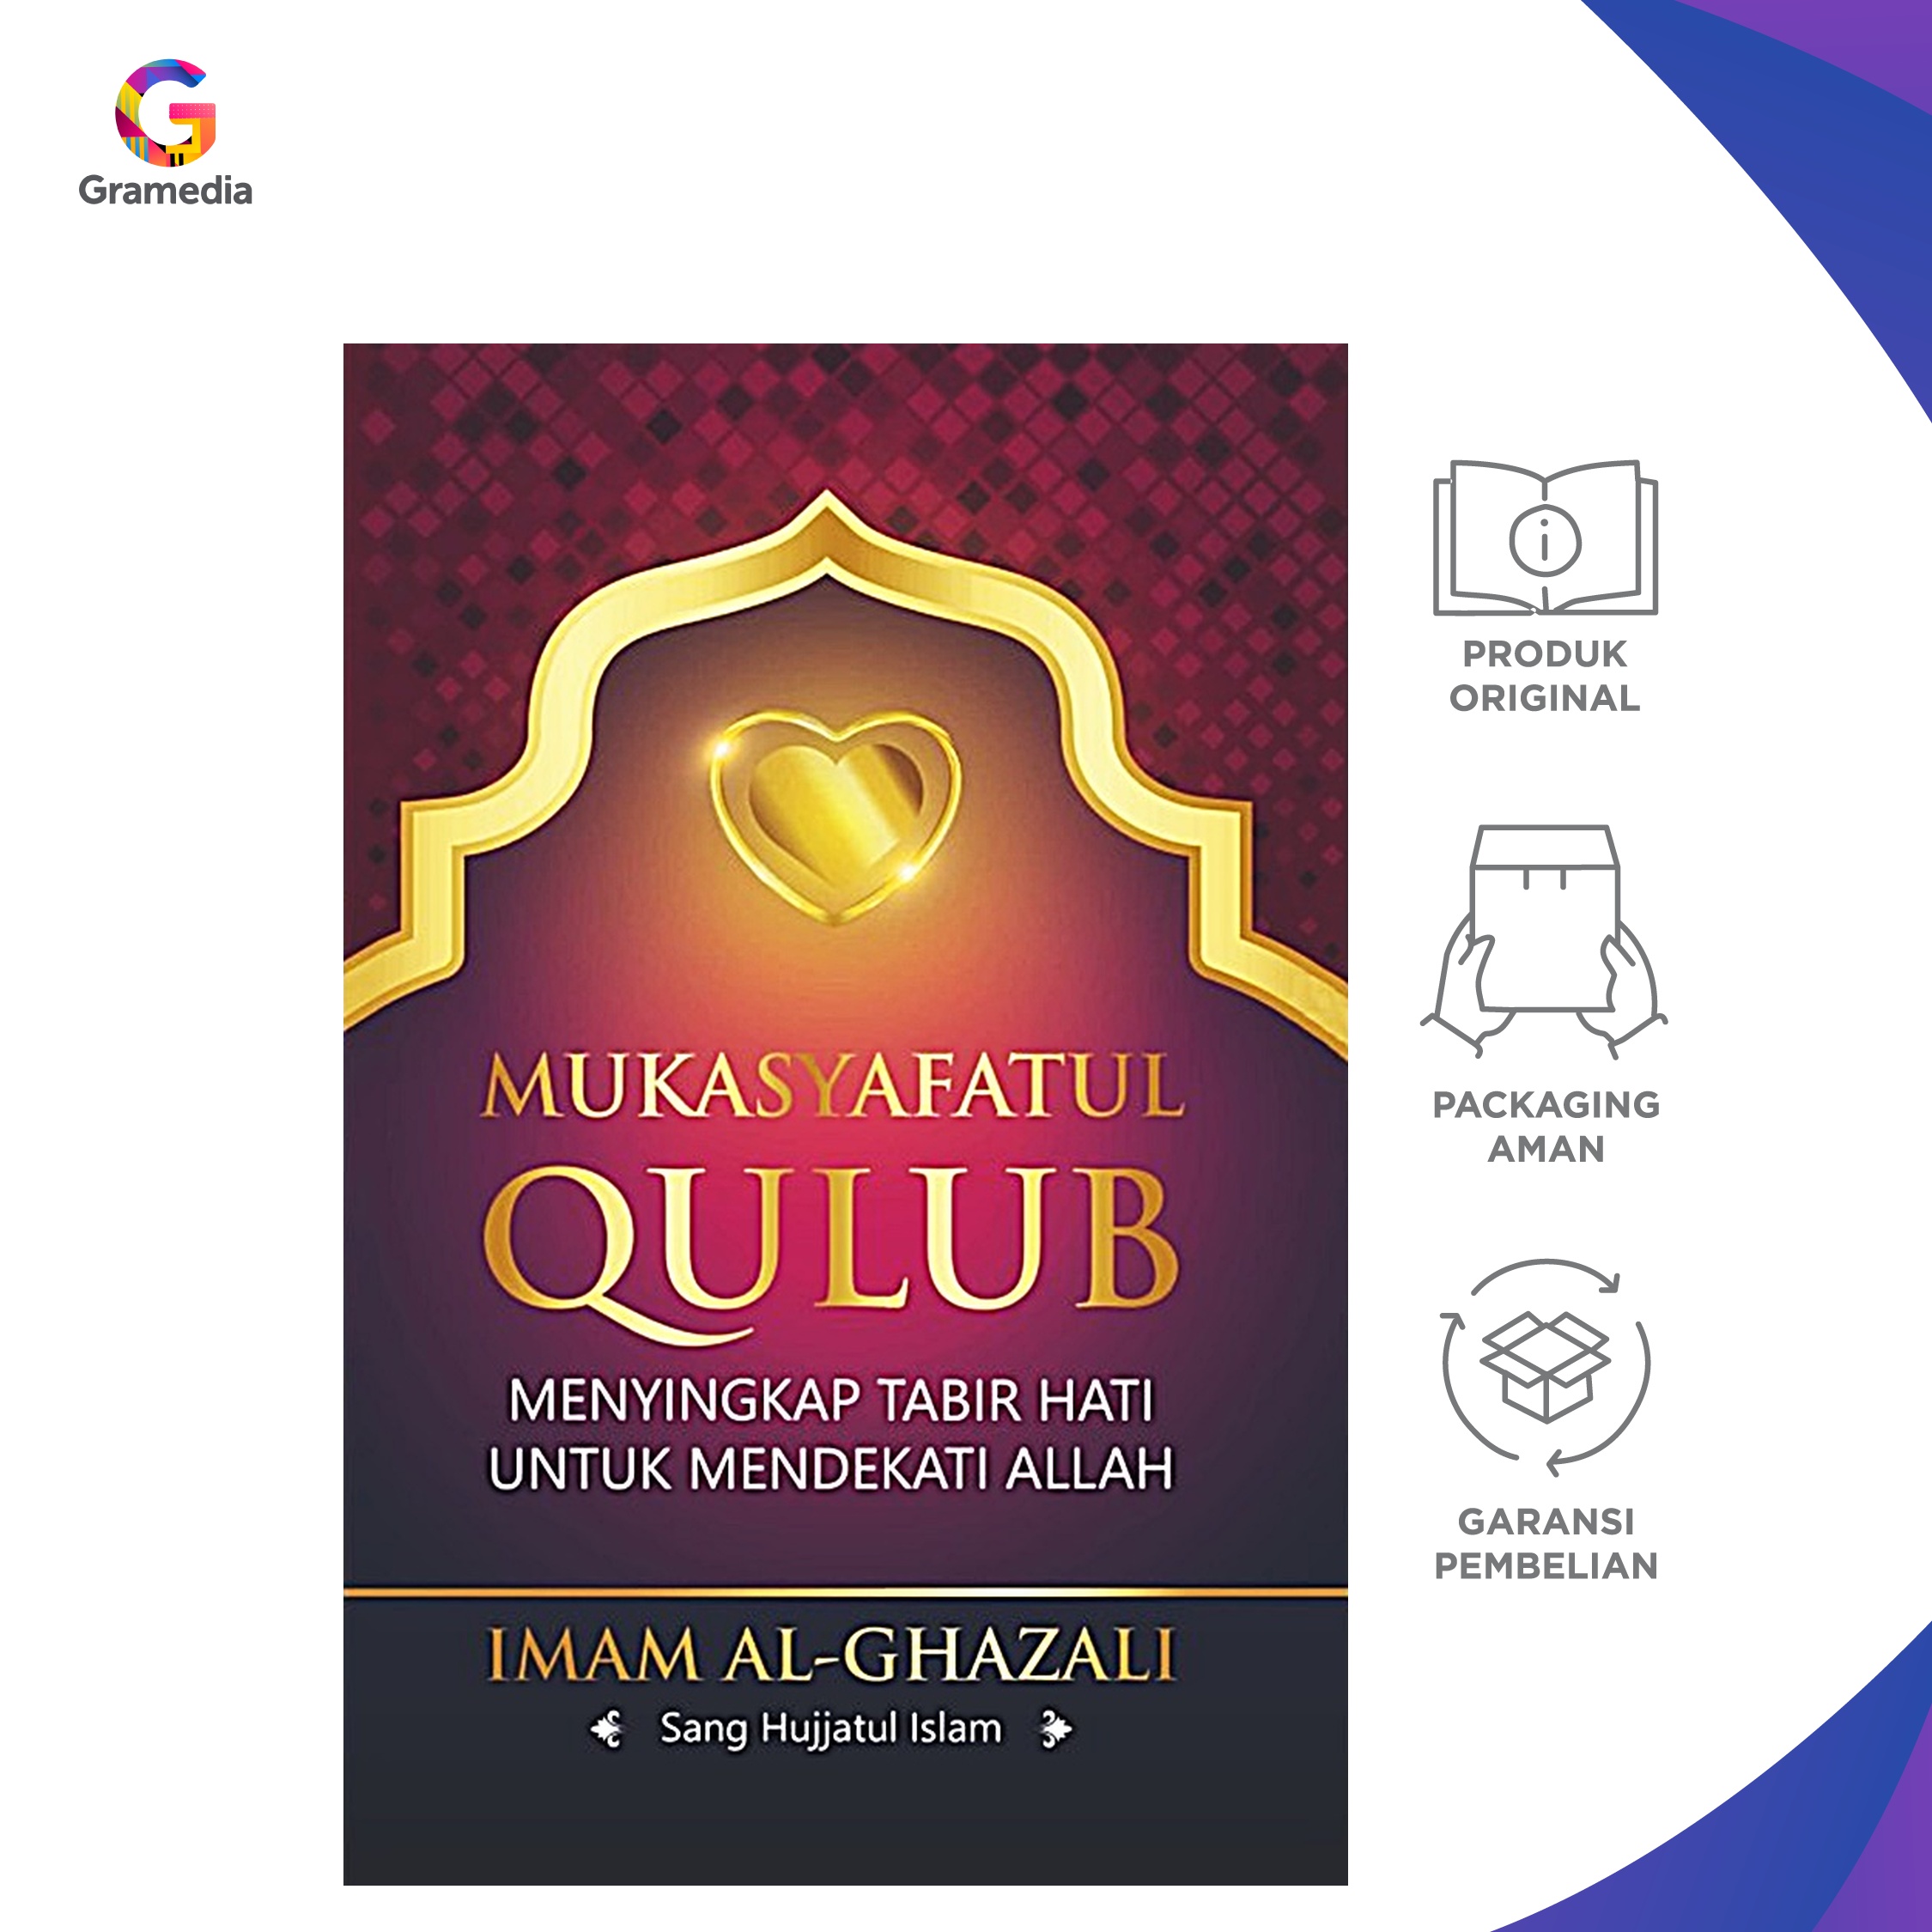 Gramedia
MUKASYAFATUL
QULUB
MENYINGKAP TABIR HATI
UNTUK MENDEKATI ALLAH
IMAM AL-GHAZALI
Sang Hujjatul Islam
PRODUK
ORIGINAL
PACKAGING
AMAN
GARANSI
PEMBELIAN